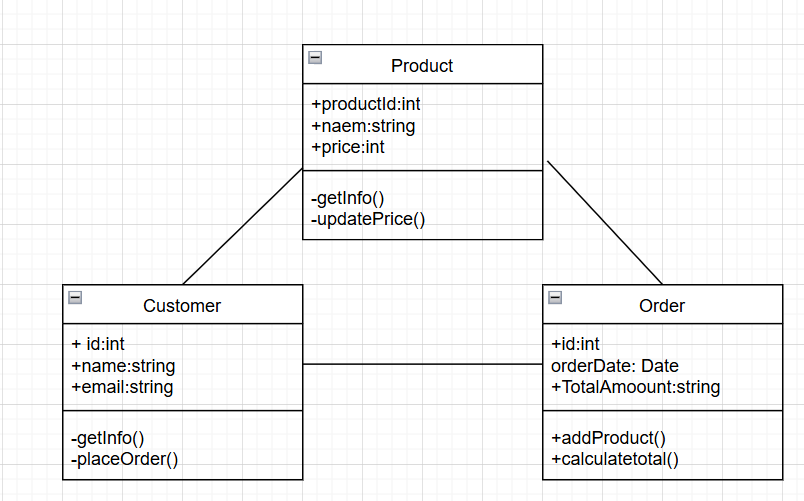 Product
+productId:int
+naem:string
+price:int
-getInfo()
-updatePrice()
Customer
+ id:int
+name:string
+email:string
-getInfo()
-placeOrder()
Order
+id:int
orderDate: Date
+TotalAmoount:string
+addProduct()
+calculatetotal()